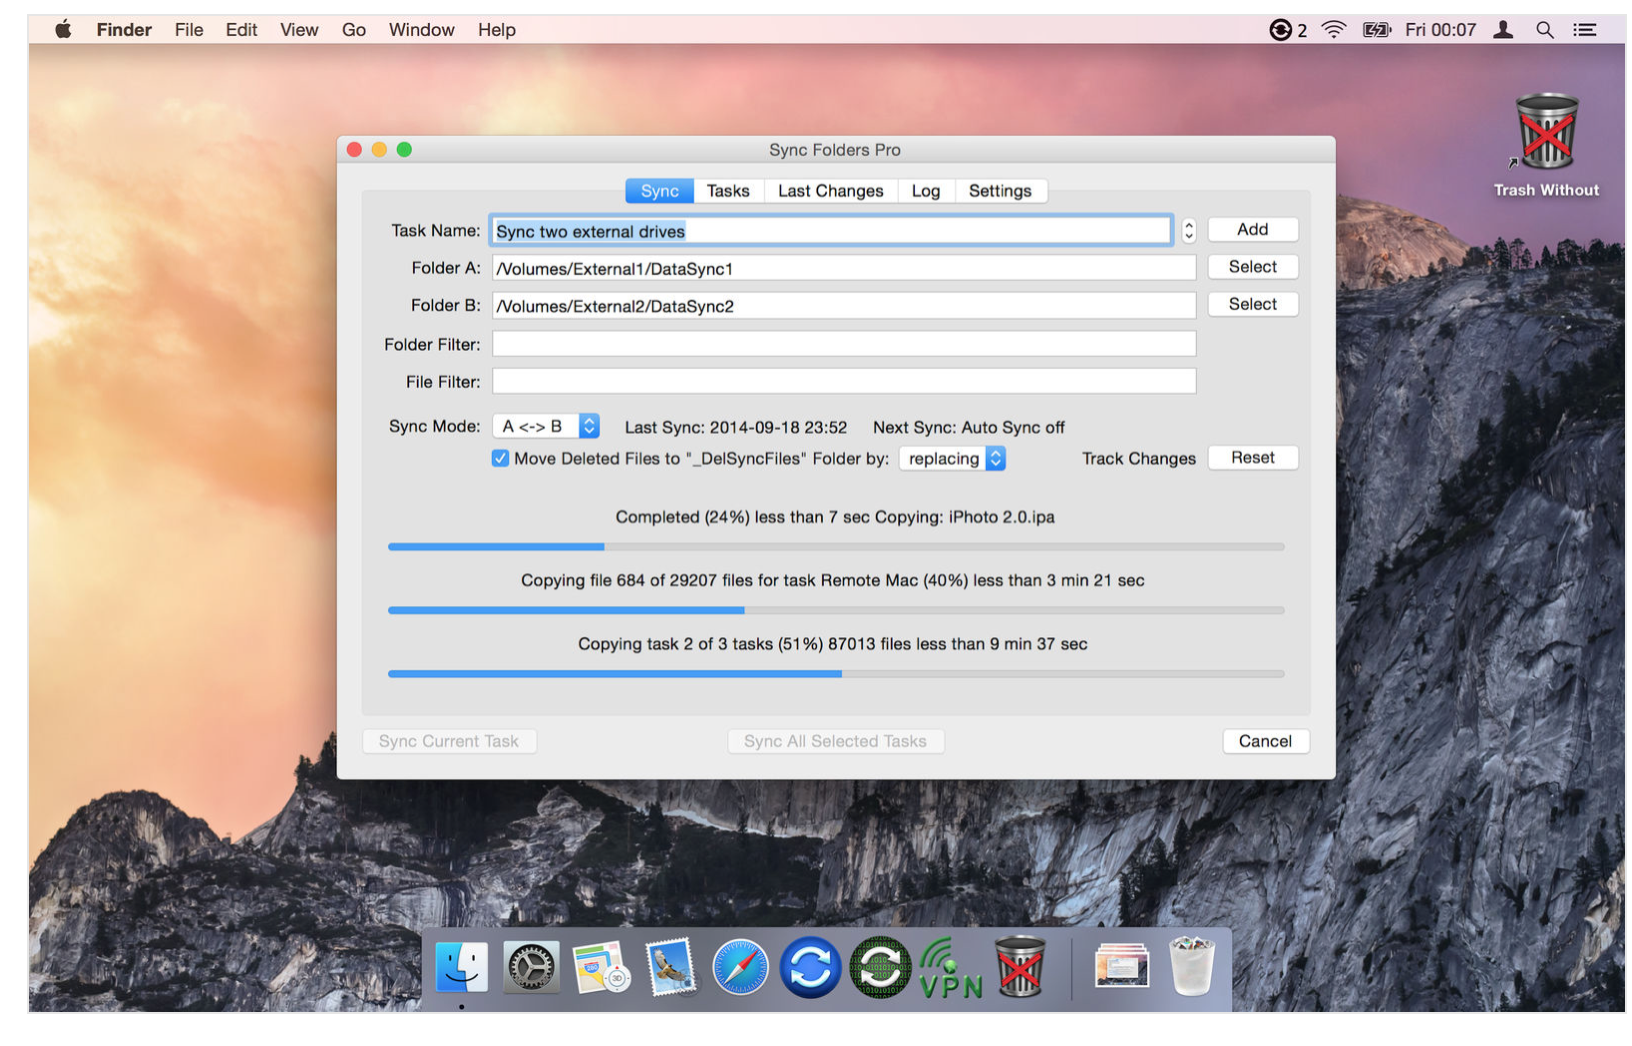 Finder File Edit View Go Window Help 2 Fri 00:07
Trash Without
Sync Folders Pro
Sync Tasks Last Changes Log Settings
Task Name: Sync two external drives Add
Folder A: /Volumes/External1/DataSync1 Select
Folder B: /Volumes/External2/DataSync2 Select
Folder Filter:
File Filter:
Sync Mode: A <-> B Last Sync: 2014-09-18 23:52 Next Sync: Auto Sync off
Move Deleted Files to "_DelSyncFiles" Folder by: replacing Track Changes Reset
Completed (24%) less than 7 sec Copying: iPhoto 2.0.ipa
Copying file 684 of 29207 files for task Remote Mac (40%) less than 3 min 21 sec
Copying task 2 of 3 tasks (51%) 87013 files less than 9 min 37 sec
Sync Current Task Sync All Selected Tasks Cancel
280 3D VPN